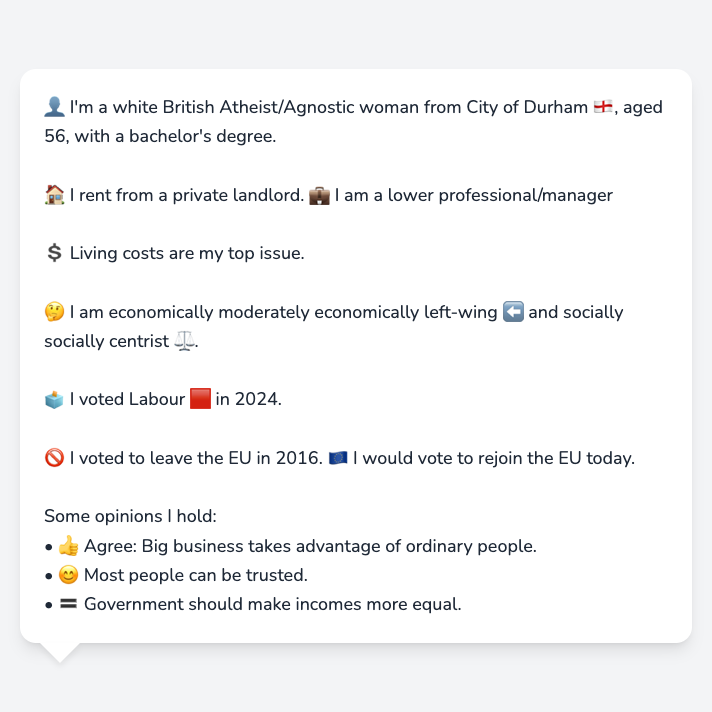 👤 I'm a white British Atheist/Agnostic woman from City of Durham 🏴󠁧󠁢󠁥󠁮󠁧󠁿, aged
56, with a bachelor's degree.
🏠 I rent from a private landlord. 💼 I am a lower professional/manager
💲 Living costs are my top issue.
🤔 I am economically moderately economically left-wing ⬅️ and socially
socially centrist ⚖️.
🗳️ I voted Labour 🟥 in 2024.
🚫 I voted to leave the EU in 2016. 🇪🇺 I would vote to rejoin the EU today.
Some opinions I hold:
• 👍 Agree: Big business takes advantage of ordinary people.
• 😊 Most people can be trusted.
• 🟰 Government should make incomes more equal.